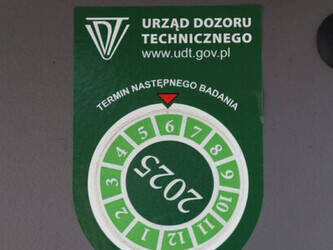 UDT
URZĄD DOZORU
TECHNICZNEGO
www.udt.gov.pl
TERMIN NASTĘPNEGO BADANIA
1 2 3 4 5 6 7 8 9 10 11 12
2025